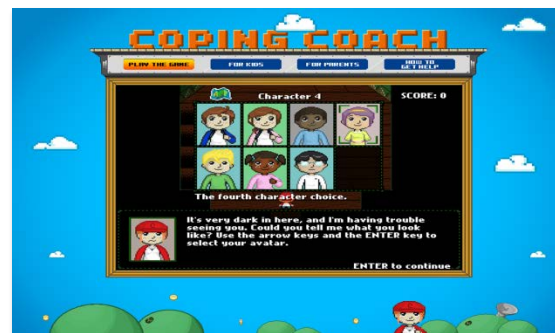 COPING COACH
PLAY THE GAME
FOR KIDS
FOR PARENTS
HOW TO
GET HELP
Character 4
SCORE: 0
The fourth character choice.
It's very dark in here, and I'm having trouble
seeing you. Could you tell me what you look
like? Use the arrow keys and the ENTER key to
select your avatar.
ENTER to continue